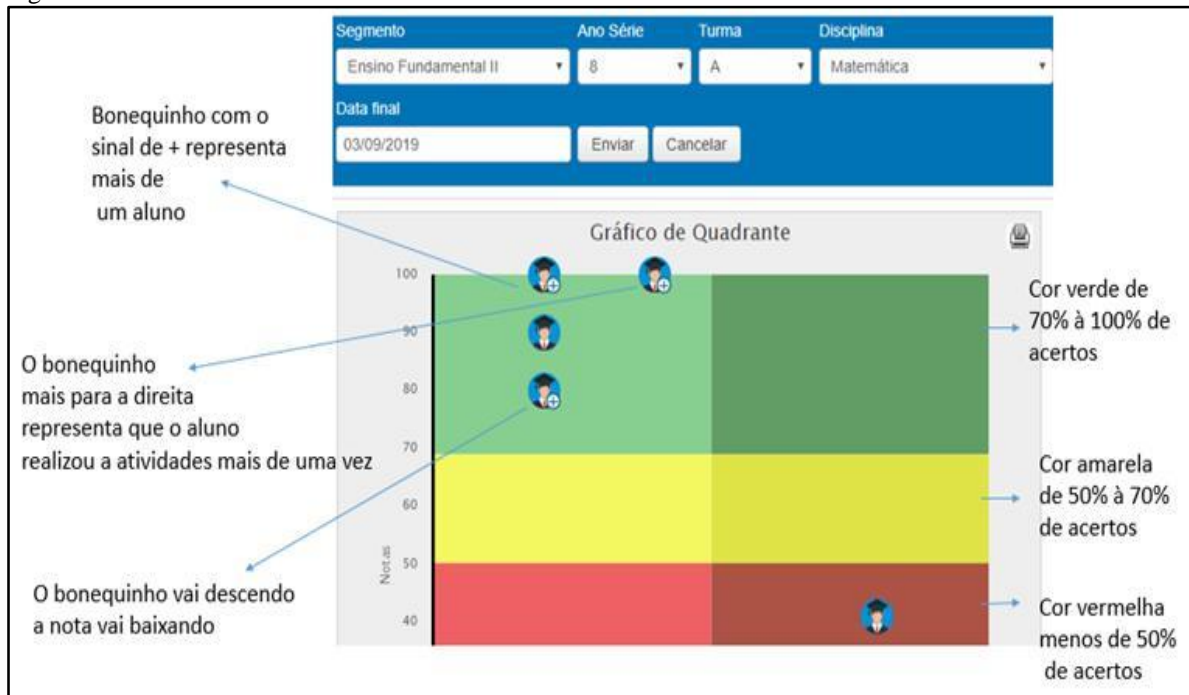 Segmento Ano Série Turma Disciplina
Ensino Fundamental II 8 A Matemática
Data final
03/09/2019 Enviar Cancelar
Bonequinho com o
sinal de + representa
mais de
um aluno
Gráfico de Quadrante
100
90
80
70
60
50
40
Notas
O bonequinho
mais para a direita
representa que o aluno
realizou a atividades mais de uma vez
O bonequinho vai descendo
a nota vai baixando
Cor verde de
70% à 100% de
acertos
Cor amarela
de 50% à 70%
de acertos
Cor vermelha
menos de 50%
de acertos